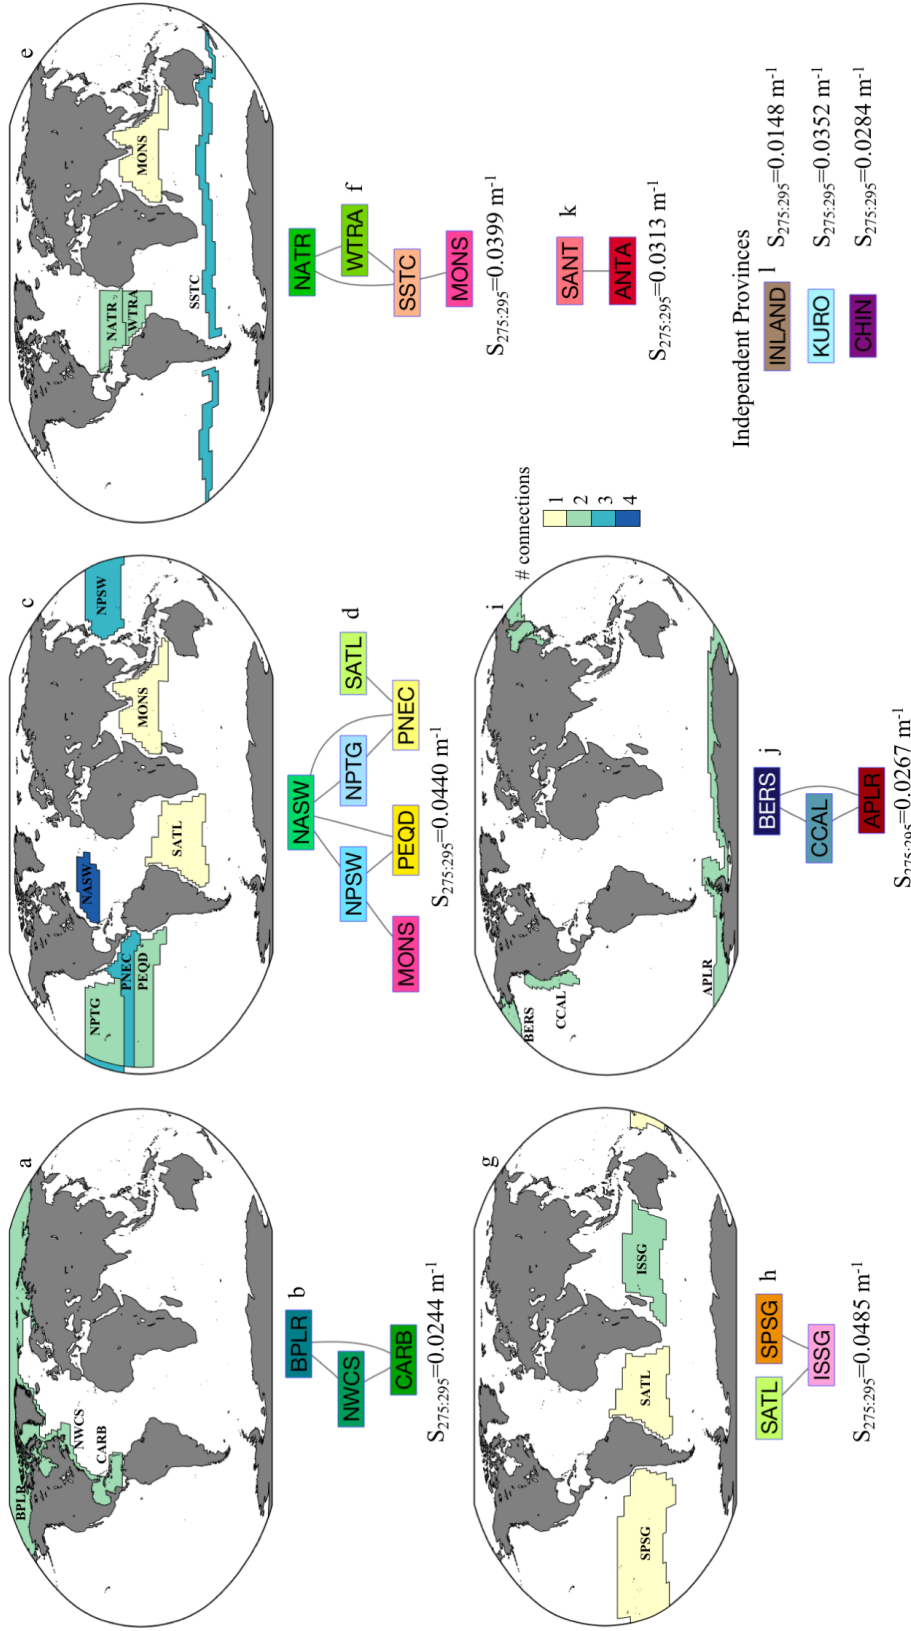 a
BPLR
NWCS
CARB
b
BPLR
NWCS
CARB
S275:295=0.0244 m-1
c
NPTG
PNEC
PEQD
NASW
SATL
MONS
NPSW
d
NASW
SATL
NPSW
NPTG
MONS
PEQD
PNEC
S275:295=0.0440 m-1
e
NATR
WTRA
SSTC
MONS
f
NATR
WTRA
SSTC
MONS
S275:295=0.0399 m-1
g
SPSG
SATL
ISSG
h
SATL
SPSG
ISSG
S275:295=0.0485 m-1
i
BERS
CCAL
APLR
# connections
1
2
3
4
j
BERS
CCAL
APLR
S275:295=0.0267 m-1
k
SANT
ANTA
S275:295=0.0313 m-1
Independent Provinces
l
INLAND S275:295=0.0148 m-1
KURO S275:295=0.0352 m-1
CHIN S275:295=0.0284 m-1